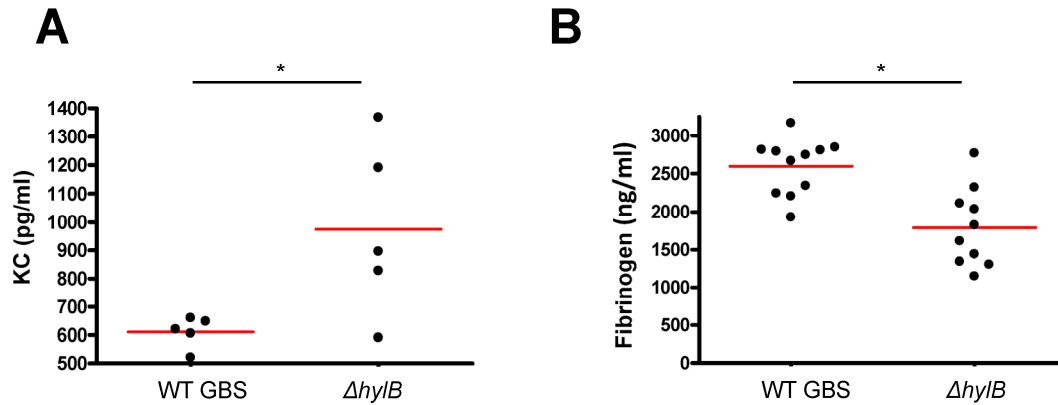 A
*
KC (pg/ml)
1400
1300
1200
1100
1000
900
800
700
600
500
WT GBS
ΔhylB
B
*
Fibrinogen (ng/ml)
3000
2500
2000
1500
1000
500
0
WT GBS
ΔhylB